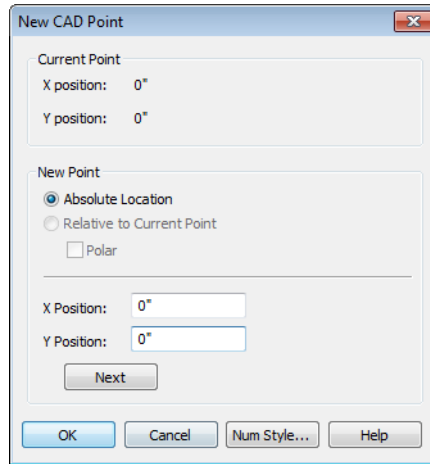 New CAD Point
Current Point
X position: 0"
Y position: 0"
New Point
Absolute Location
Relative to Current Point
Polar
X Position: 0"
Y Position: 0"
Next
OK Cancel Num Style... Help